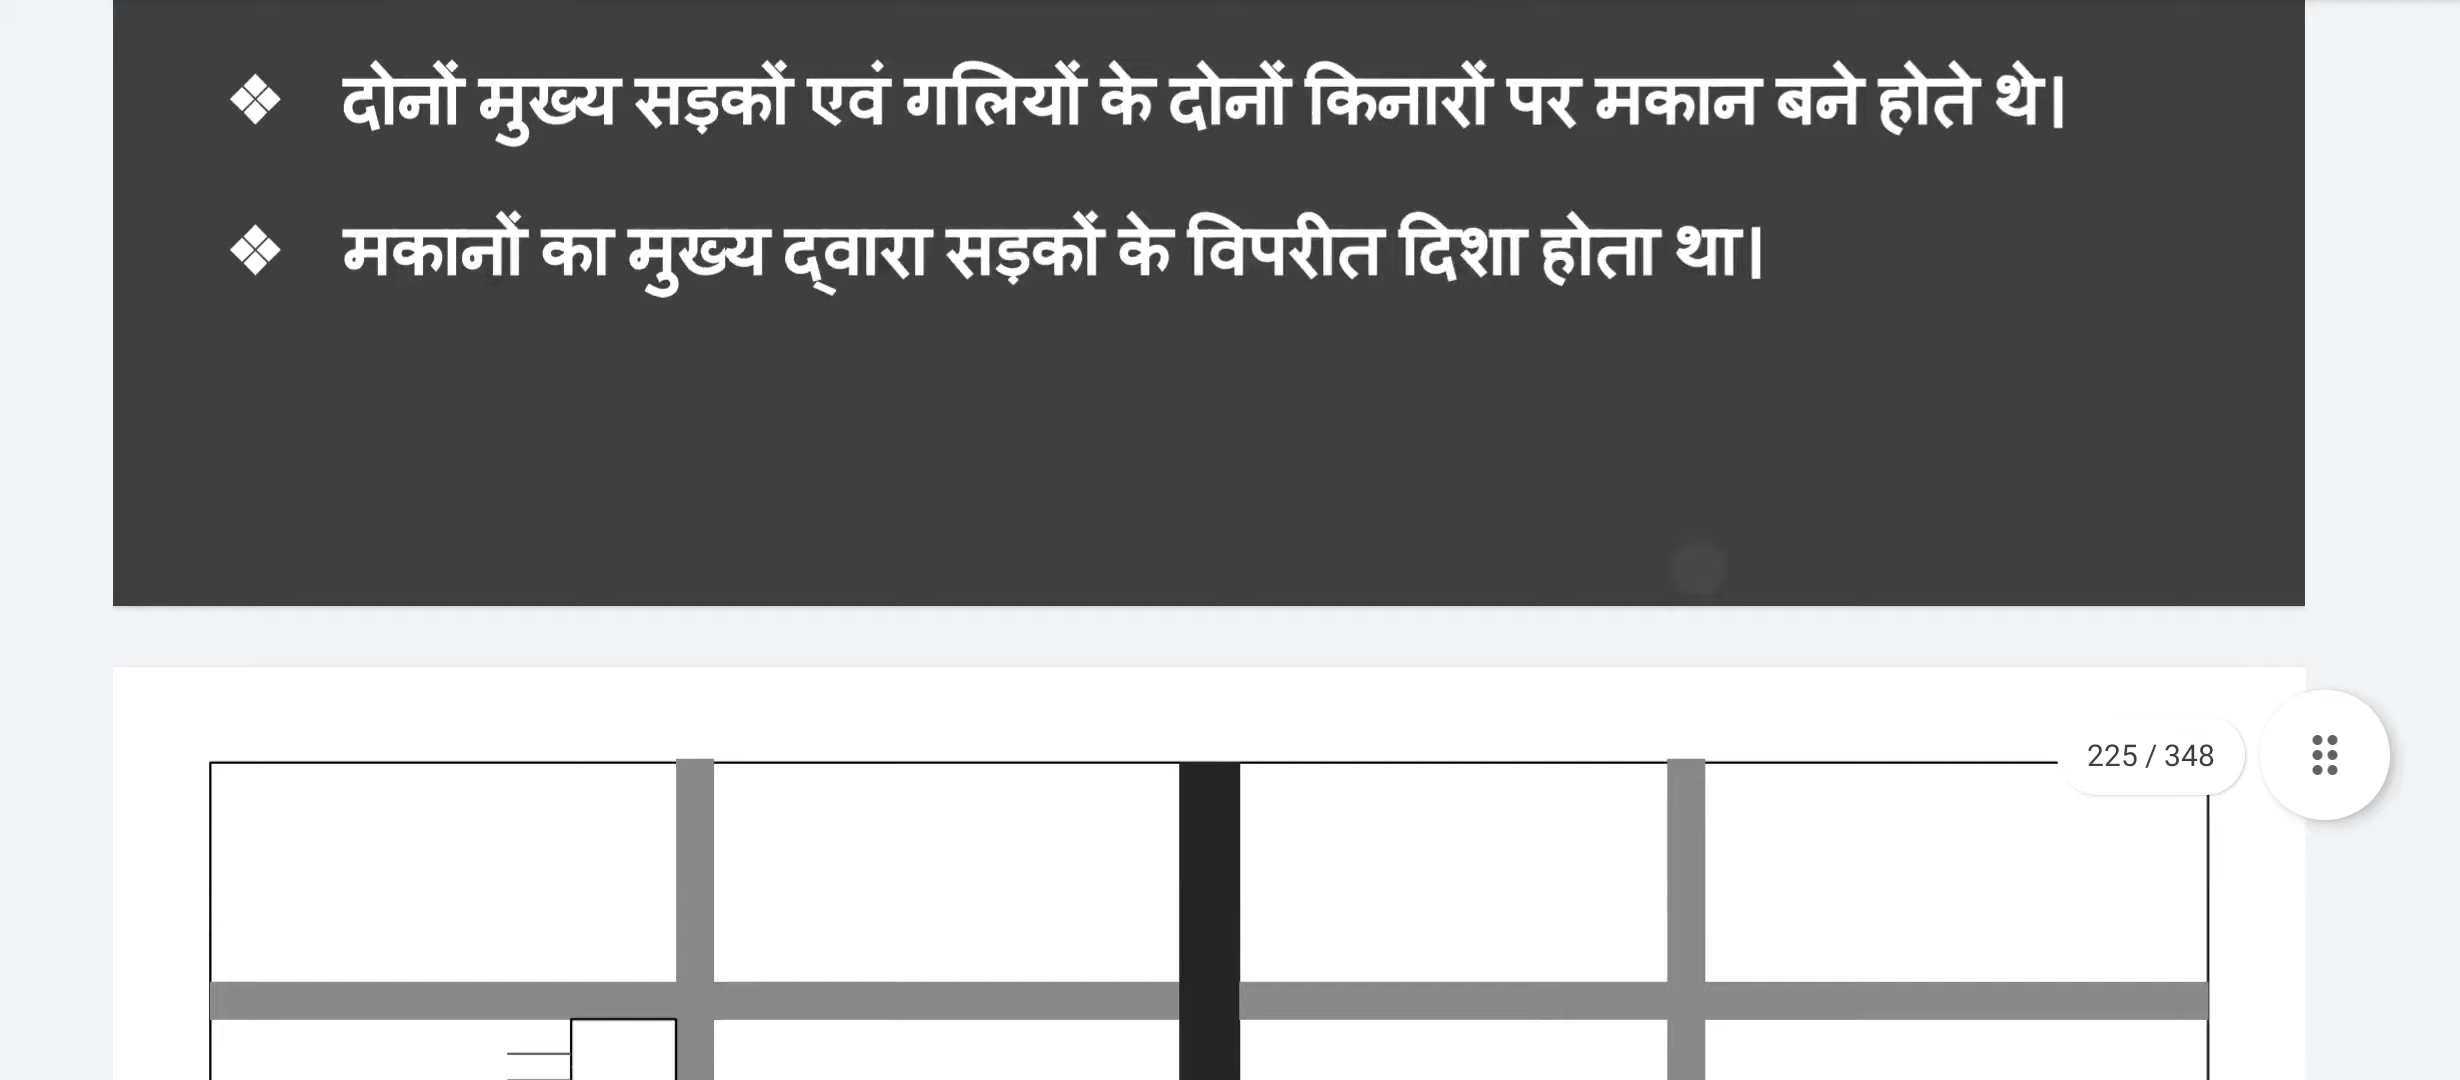 ❖ दोनों मुख्य सड़कों एवं गलियों के दोनों किनारों पर मकान बने होते थे।
❖ मकानों का मुख्य द्वारा सड़कों के विपरीत दिशा होता था।
225 / 348